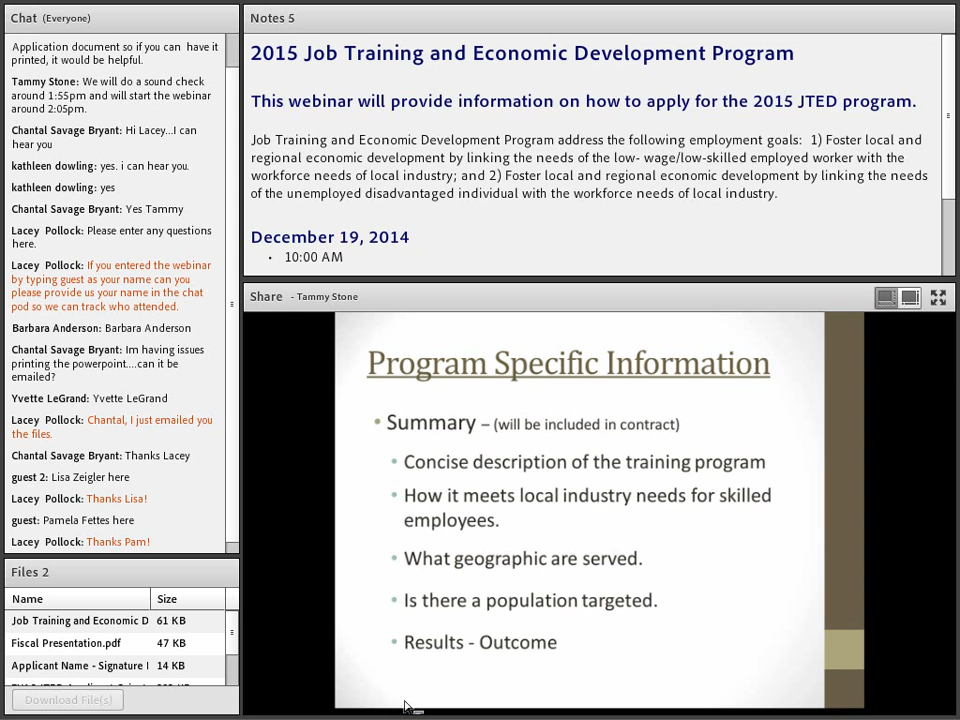 Chat (Everyone)
Application document so if you can have it
printed, it would be helpful.
Tammy Stone: We will do a sound check
around 1:55pm and will start the webinar
around 2:05pm.
Chantal Savage Bryant: Hi Lacey...I can
hear you
kathleen dowling: yes. i can hear you.
kathleen dowling: yes
Chantal Savage Bryant: Yes Tammy
Lacey Pollock: Please enter any questions
here.
Lacey Pollock: If you entered the webinar
by typing guest as your name can you
please provide us your name in the chat
pod so we can track who attended.
Barbara Anderson: Barbara Anderson
Chantal Savage Bryant: Im having issues
printing the powerpoint....can it be
emailed?
Yvette LeGrand: Yvette LeGrand
Lacey Pollock: Chantal, I just emailed you
the files.
Chantal Savage Bryant: Thanks Lacey
guest 2: Lisa Zeigler here
Lacey Pollock: Thanks Lisa!
guest: Pamela Fettes here
Lacey Pollock: Thanks Pam!
Files 2
Name Size
Job Training and Economic D 61 KB
Fiscal Presentation.pdf 47 KB
Applicant Name - Signature 14 KB
Download File(s)
Notes 5
2015 Job Training and Economic Development Program
This webinar will provide information on how to apply for the 2015 JTED program.
Job Training and Economic Development Program address the following employment goals: 1) Foster local and
regional economic development by linking the needs of the low- wage/low-skilled employed worker with the
workforce needs of local industry; and 2) Foster local and regional economic development by linking the needs
of the unemployed disadvantaged individual with the workforce needs of local industry.
December 19, 2014
• 10:00 AM
Share - Tammy Stone
Program Specific Information
• Summary – (will be included in contract)
• Concise description of the training program
• How it meets local industry needs for skilled
employees.
• What geographic are served.
• Is there a population targeted.
• Results - Outcome